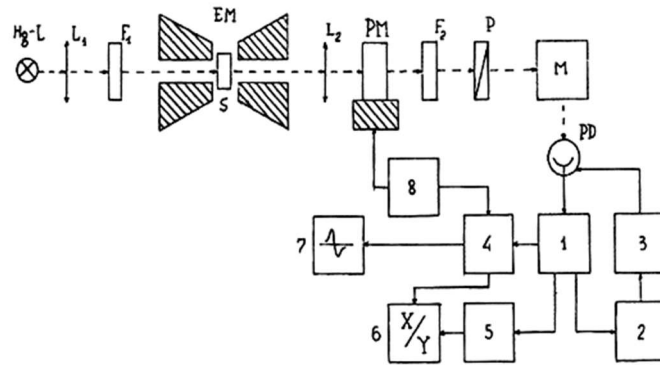 Hg-L L₁ F₁ EM L₂ PM F₂ P
S M
PD
8
7 4 1 3
6 X/Y 5 2